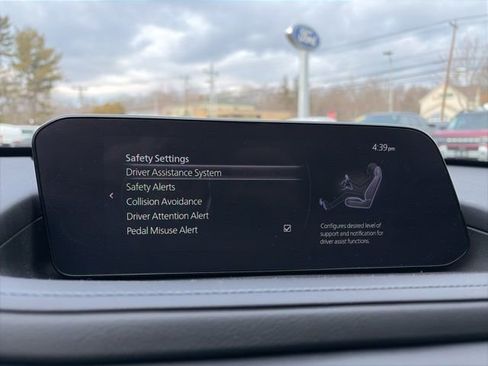 Ford
4:39pm
Safety Settings
Driver Assistance System
Safety Alerts
Collision Avoidance
Driver Attention Alert
Pedal Misuse Alert
Configures desired level of
support and notification for
driver assist functions.